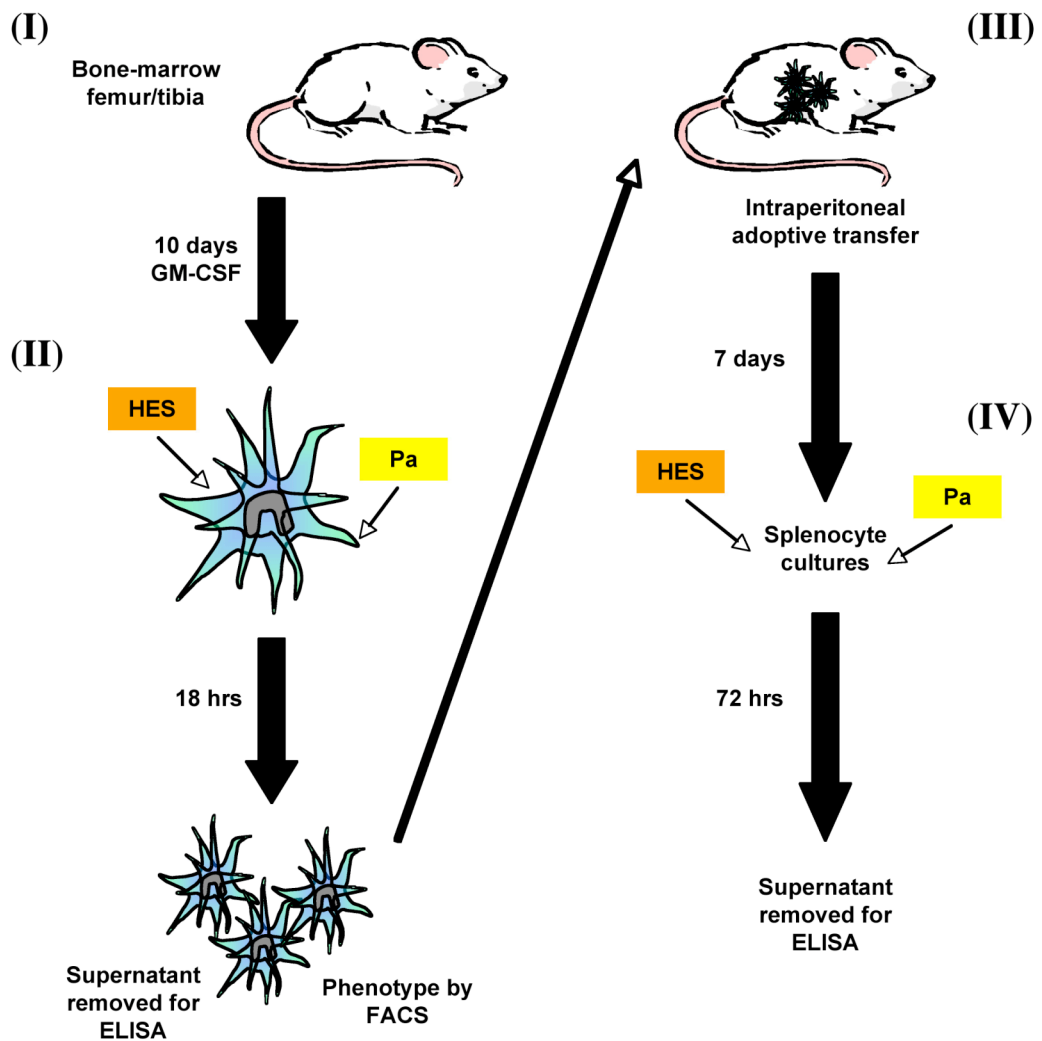 (I)
Bone-marrow
femur/tibia
10 days
GM-CSF
(II)
HES
Pa
18 hrs
Supernatant
removed for
ELISA
Phenotype by
FACS
(III)
Intraperitoneal
adoptive transfer
7 days
(IV)
HES
Pa
Splenocyte
cultures
72 hrs
Supernatant
removed for
ELISA